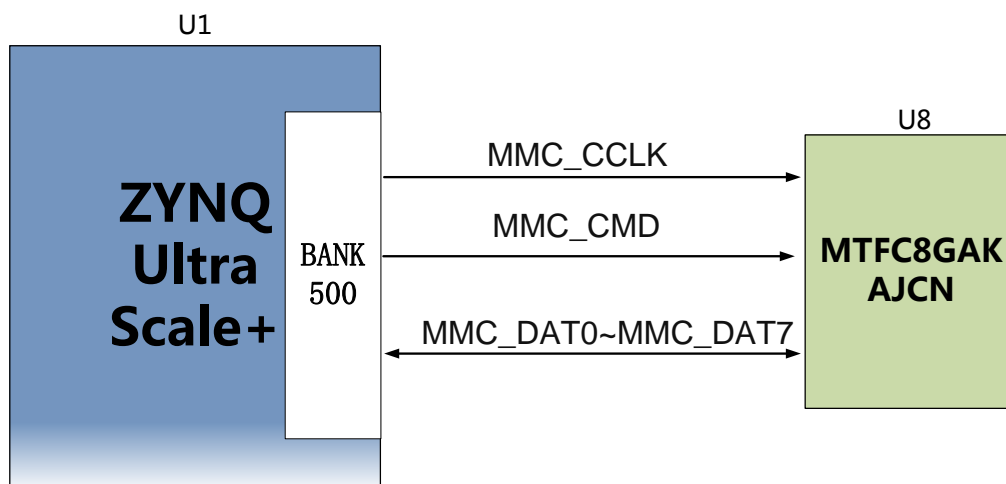 U1
U8
ZYNQ
Ultra
Scale+
BANK
500
MMC_CCLK
MMC_CMD
MMC_DAT0~MMC_DAT7
MTFC8GAK
AJCN